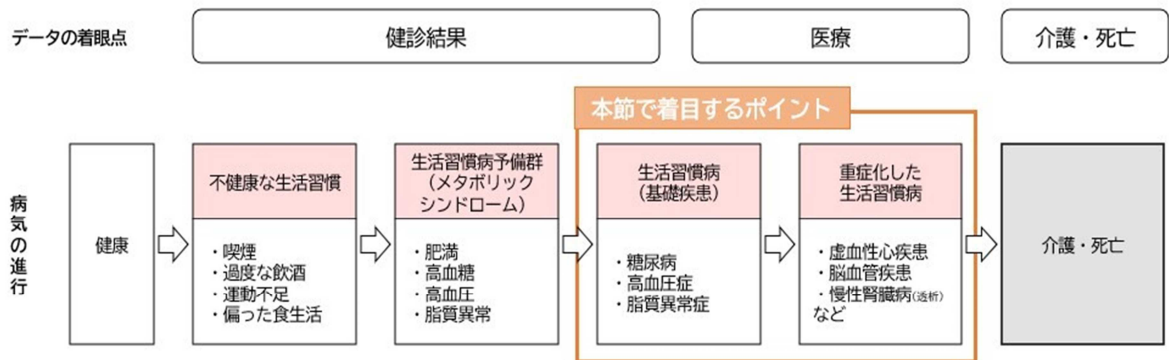 データの着眼点
健診結果
医療
介護・死亡
本節で着目するポイント
病気の進行
健康
不健康な生活習慣
・喫煙
・過度な飲酒
・運動不足
・偏った食生活
生活習慣病予備群
（メタボリック
シンドローム）
・肥満
・高血糖
・高血圧
・脂質異常
生活習慣病
（基礎疾患）
・糖尿病
・高血圧症
・脂質異常症
重症化した
生活習慣病
・虚血性心疾患
・脳血管疾患
・慢性腎臓病(透析)
など
介護・死亡